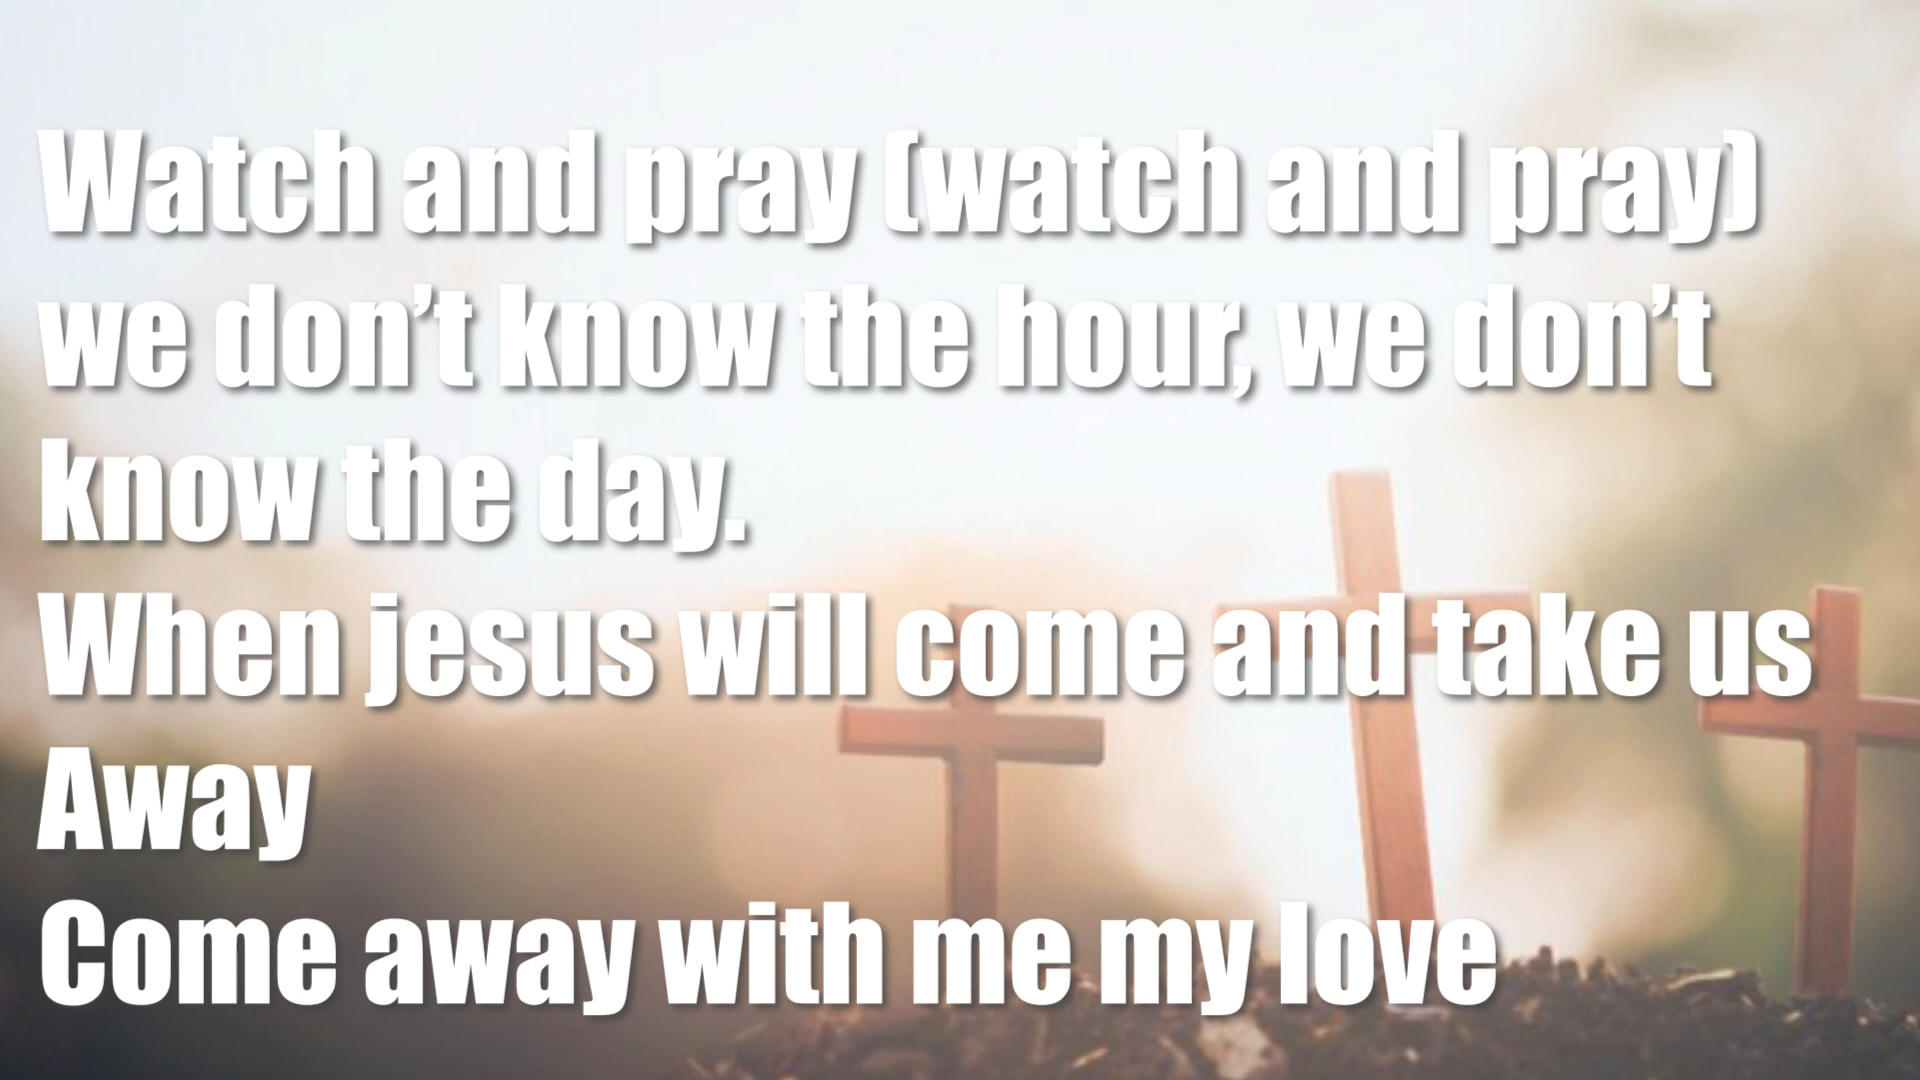 Watch and pray (watch and pray)
we don’t know the hour, we don’t
know the day.
When jesus will come and take us
Away
Come away with me my love